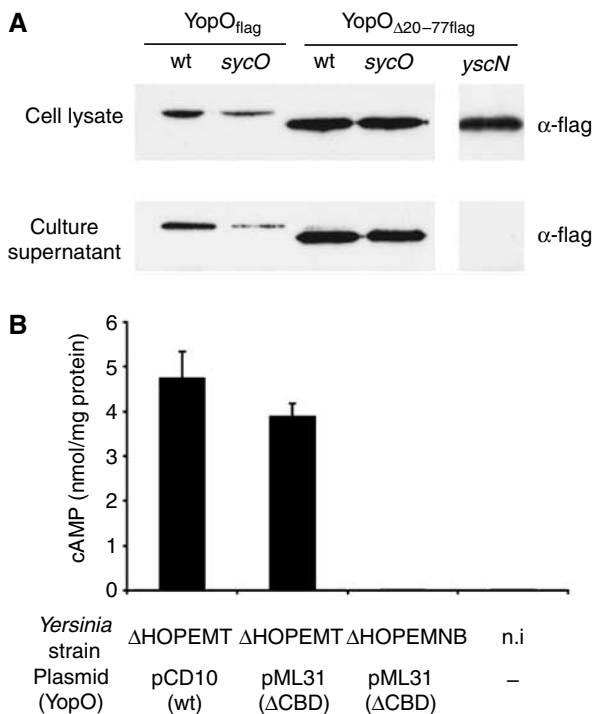 A
YopOflag YopOΔ20–77flag
wt sycO wt sycO yscN
Cell lysate α-flag
Culture supernatant α-flag
B
cAMP (nmol/mg protein)
6
5
4
3
2
1
0
Yersinia strain ΔHOPEMT ΔHOPEMT ΔHOPEMNB n.i
Plasmid (YopO) pCD10 (wt) pML31 (ΔCBD) pML31 (ΔCBD) –